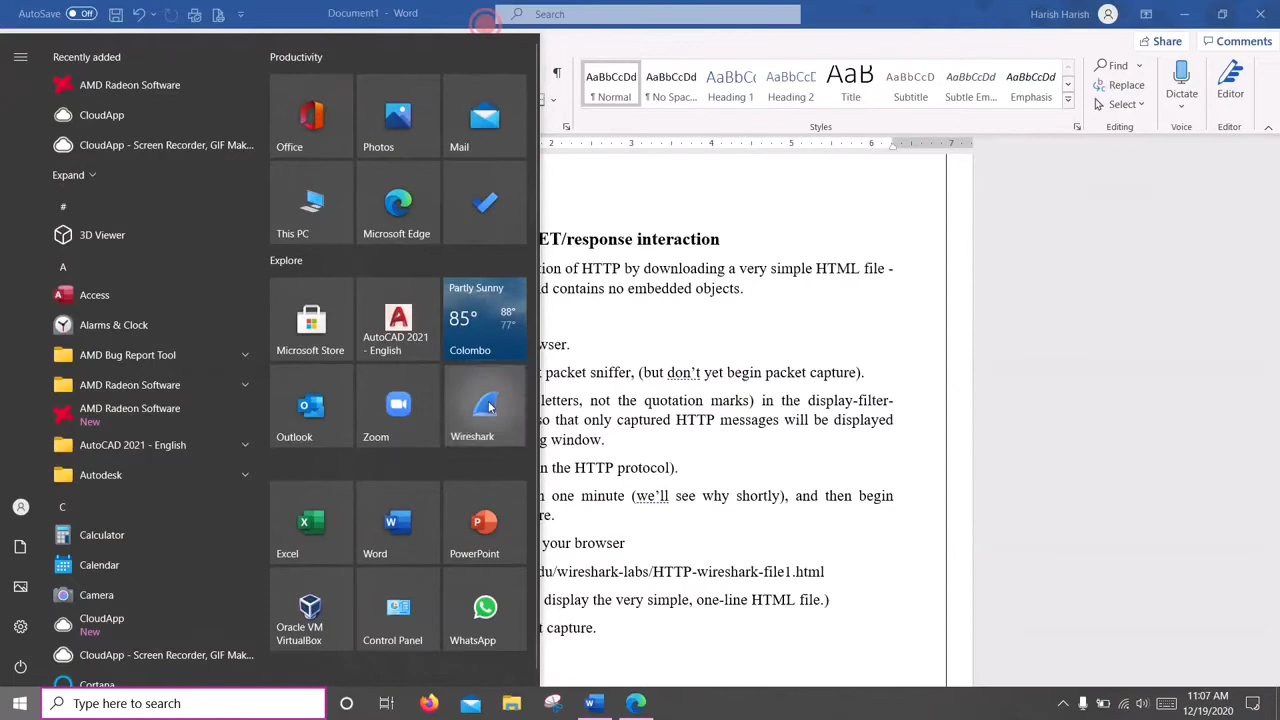 AutoSave Off Document1 - Word Search Harish Harish
Share Comments
Recently added
AMD Radeon Software
CloudApp
CloudApp - Screen Recorder, GIF Mak...
Expand
#
3D Viewer
A
Access
Alarms & Clock
AMD Bug Report Tool
AMD Radeon Software
AMD Radeon Software
New
AutoCAD 2021 - English
Autodesk
C
Calculator
Calendar
Camera
CloudApp
New
CloudApp - Screen Recorder, GIF Mak...
Cortana
Productivity
Office Photos Mail
This PC Microsoft Edge
Explore
Microsoft Store
AutoCAD 2021
- English
Partly Sunny
85° 88°
77°
Colombo
Outlook Zoom Wireshark
Excel Word PowerPoint
Oracle VM
VirtualBox
Control Panel WhatsApp
AaBbCcDd AaBbCcDd AaBbCc AaBbCcD AaB AaBbCcD AaBbCcDd AaBbCcDd
¶ Normal ¶ No Spac... Heading 1 Heading 2 Title Subtitle Subtle Em... Emphasis
Styles
Find
Replace
Select
Editing
Dictate
Voice
Editor
Editor
2 3 4 5 6 7
ET/response interaction
tion of HTTP by downloading a very simple HTML file -
d contains no embedded objects.
wser.
packet sniffer, (but don’t yet begin packet capture).
letters, not the quotation marks) in the display-filter-
so that only captured HTTP messages will be displayed
g window.
n the HTTP protocol).
n one minute (we’ll see why shortly), and then begin
re.
your browser
du/wireshark-labs/HTTP-wireshark-file1.html
display the very simple, one-line HTML file.)
t capture.
Type here to search
11:07 AM
12/19/2020